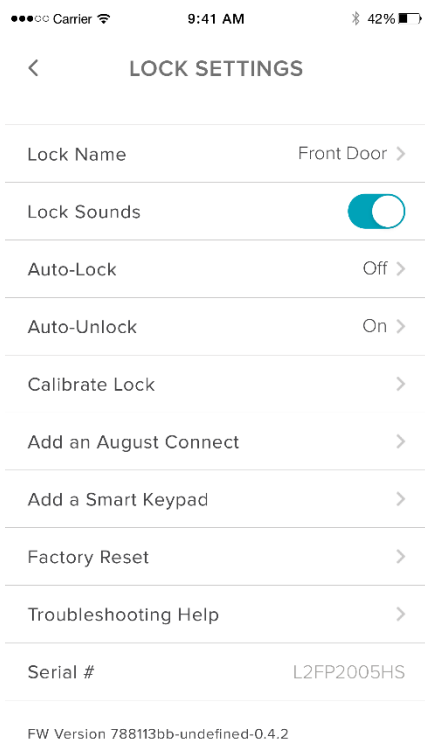 Carrier 9:41 AM 42%
LOCK SETTINGS
Lock Name Front Door
Lock Sounds
Auto-Lock Off
Auto-Unlock On
Calibrate Lock
Add an August Connect
Add a Smart Keypad
Factory Reset
Troubleshooting Help
Serial # L2FP2005HS
FW Version 788113bb-undefined-0.4.2